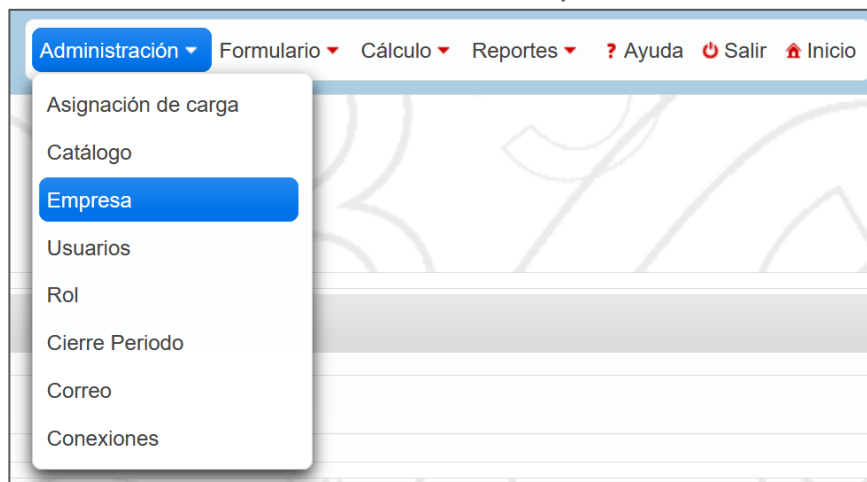 Administración Formulario Cálculo Reportes ? Ayuda Salir Inicio
Asignación de carga
Catálogo
Empresa
Usuarios
Rol
Cierre Periodo
Correo
Conexiones